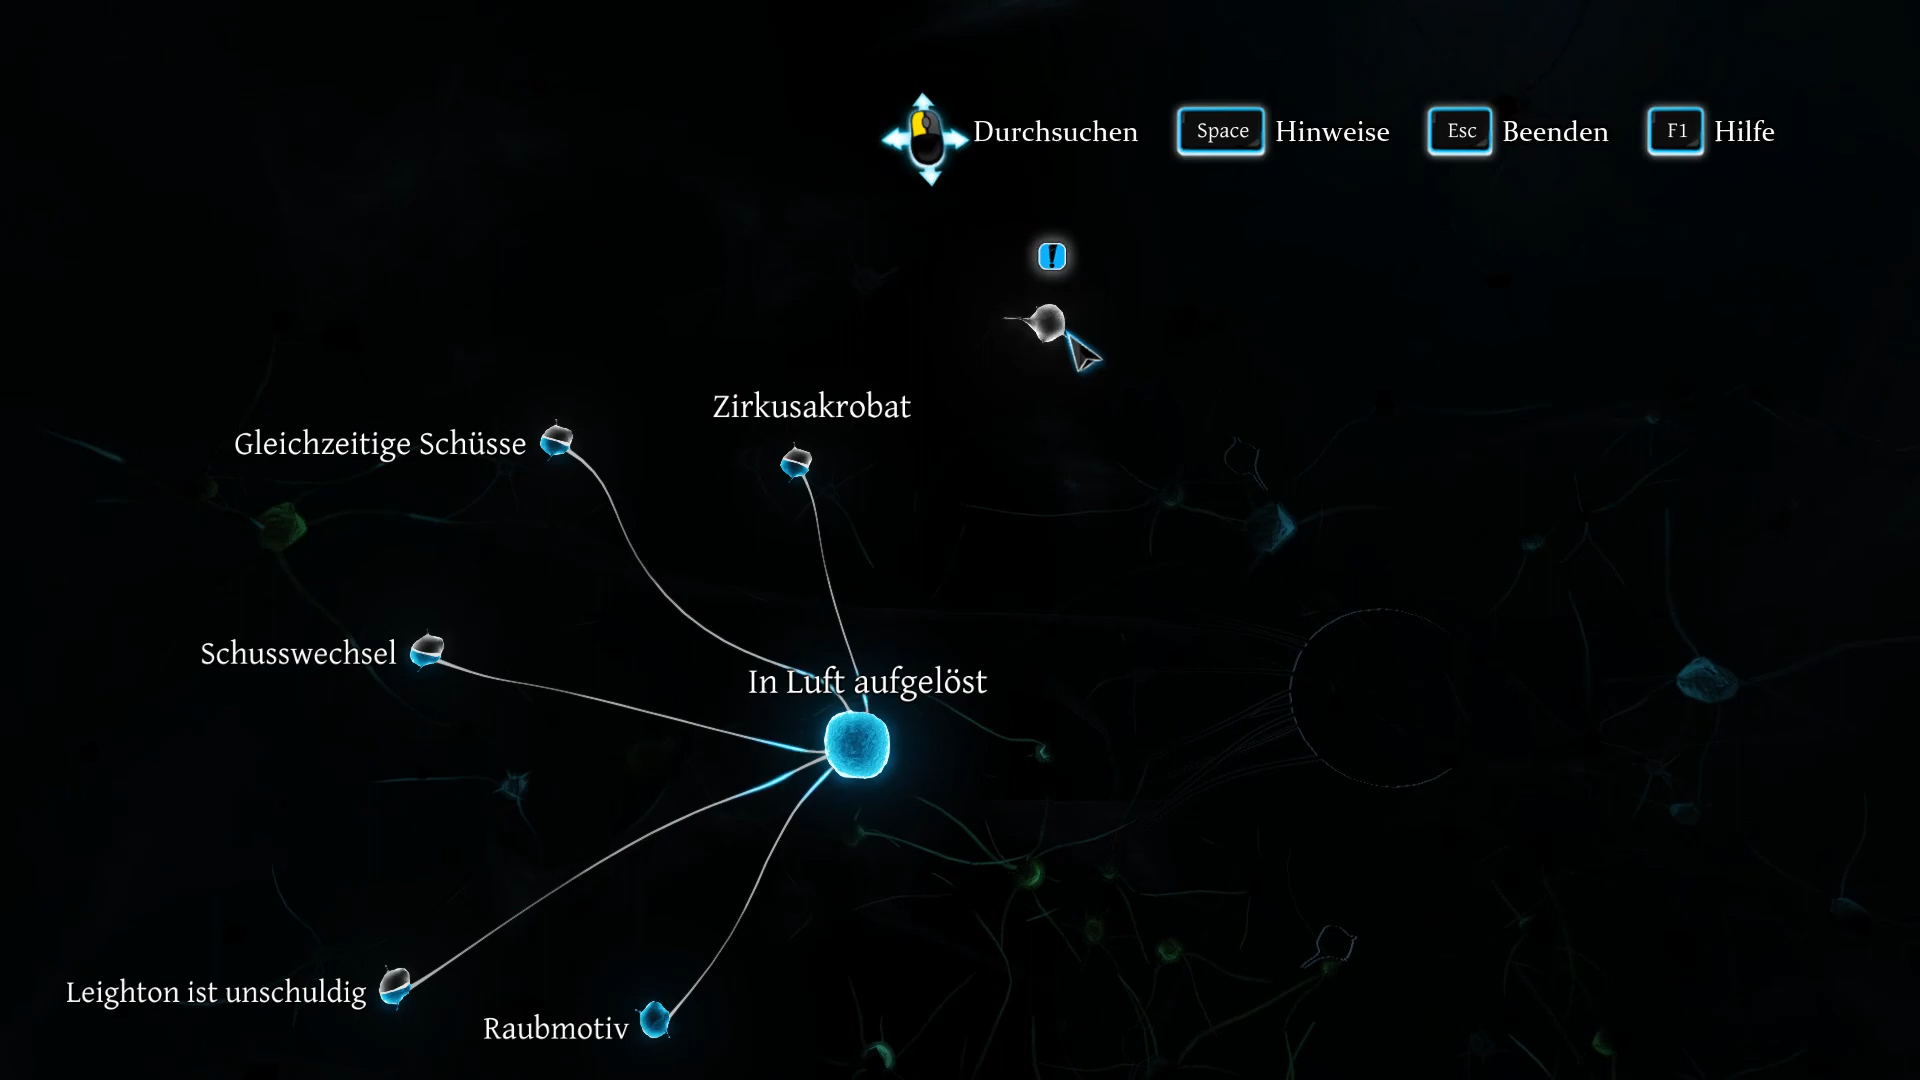 Durchsuchen
Space Hinweise
Esc Beenden
F1 Hilfe
!
Zirkusakrobat
Gleichzeitige Schüsse
Schusswechsel
In Luft aufgelöst
Leighton ist unschuldig
Raubmotiv